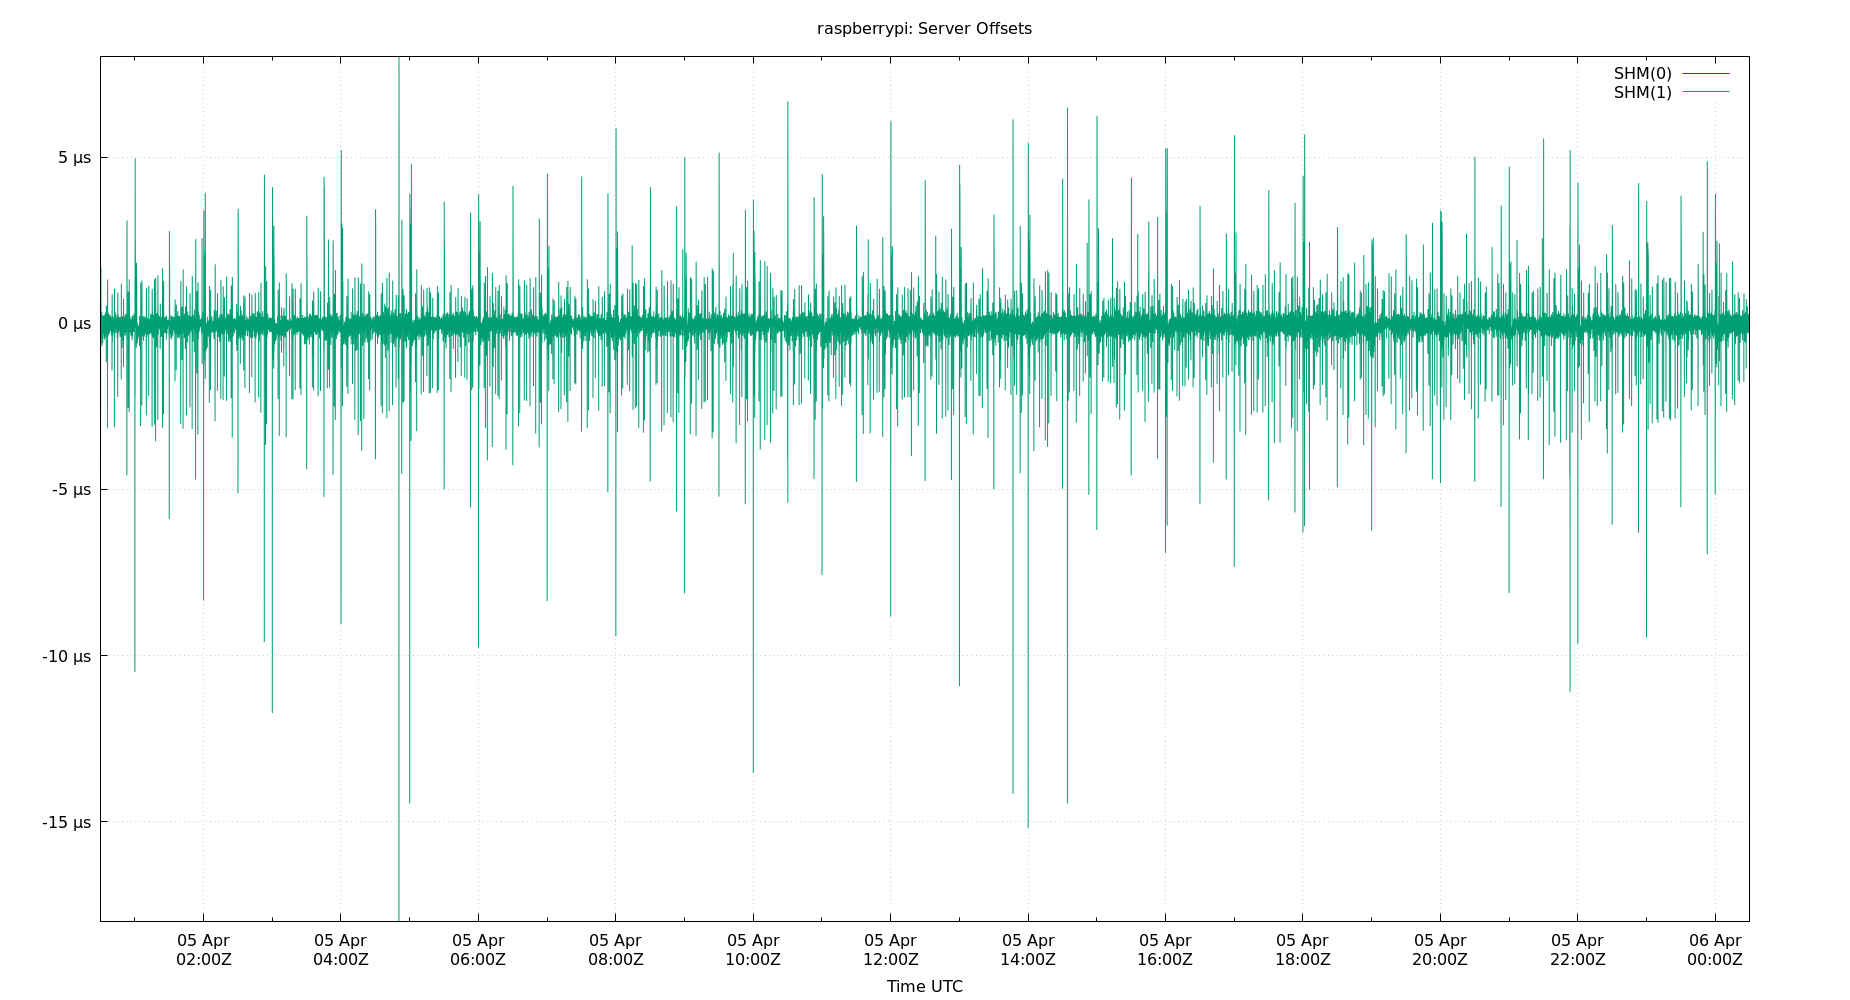 raspberrypi: Server Offsets
SHM(0)
SHM(1)
5 µs
0 µs
-5 µs
-10 µs
-15 µs
05 Apr 05 Apr 05 Apr 05 Apr 05 Apr 05 Apr 05 Apr 05 Apr 05 Apr 05 Apr 05 Apr 06 Apr
02:00Z 04:00Z 06:00Z 08:00Z 10:00Z 12:00Z 14:00Z 16:00Z 18:00Z 20:00Z 22:00Z 00:00Z
Time UTC